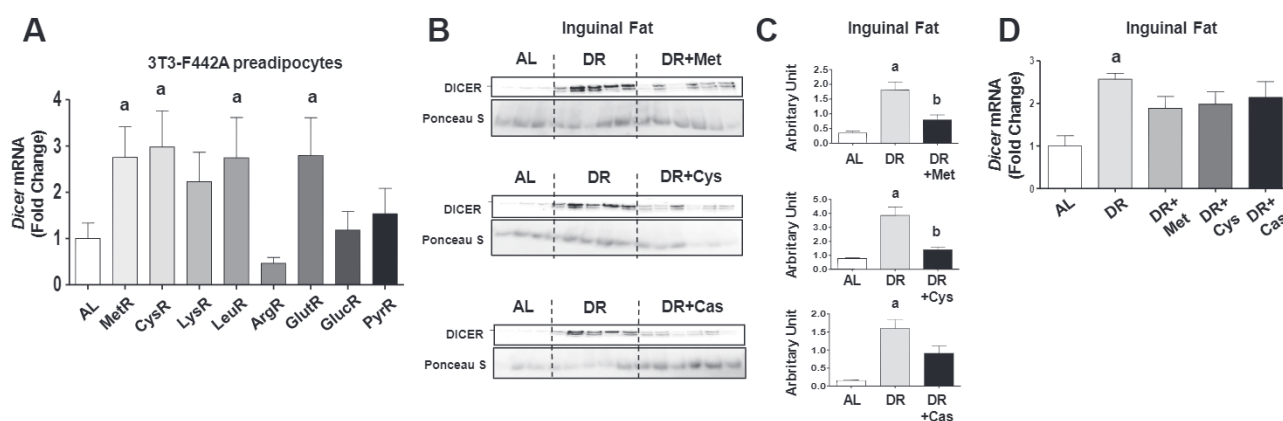 A
3T3-F442A preadipocytes
Dicer mRNA
(Fold Change)
5
4
3
2
1
0
a a a a
AL MetR CysR LysR LeuR ArgR GlutR GlucR PyrR
B
Inguinal Fat
AL DR DR+Met
DICER
Ponceau S
AL DR DR+Cys
DICER
Ponceau S
AL DR DR+Cas
DICER
Ponceau S
C
Inguinal Fat
Arbritary Unit
2.5
2.0
1.5
1.0
0.5
0.0
a
b
AL DR DR
+Met
Arbritary Unit
5.0
4.0
3.0
2.0
1.0
0.0
a
b
AL DR DR
+Cys
Arbritary Unit
2.0
1.5
1.0
0.5
0.0
a
AL DR DR
+Cas
D
Inguinal Fat
Dicer mRNA
(Fold Change)
3
2
1
0
a
AL DR DR+ DR+ DR+
Met Cys Cas